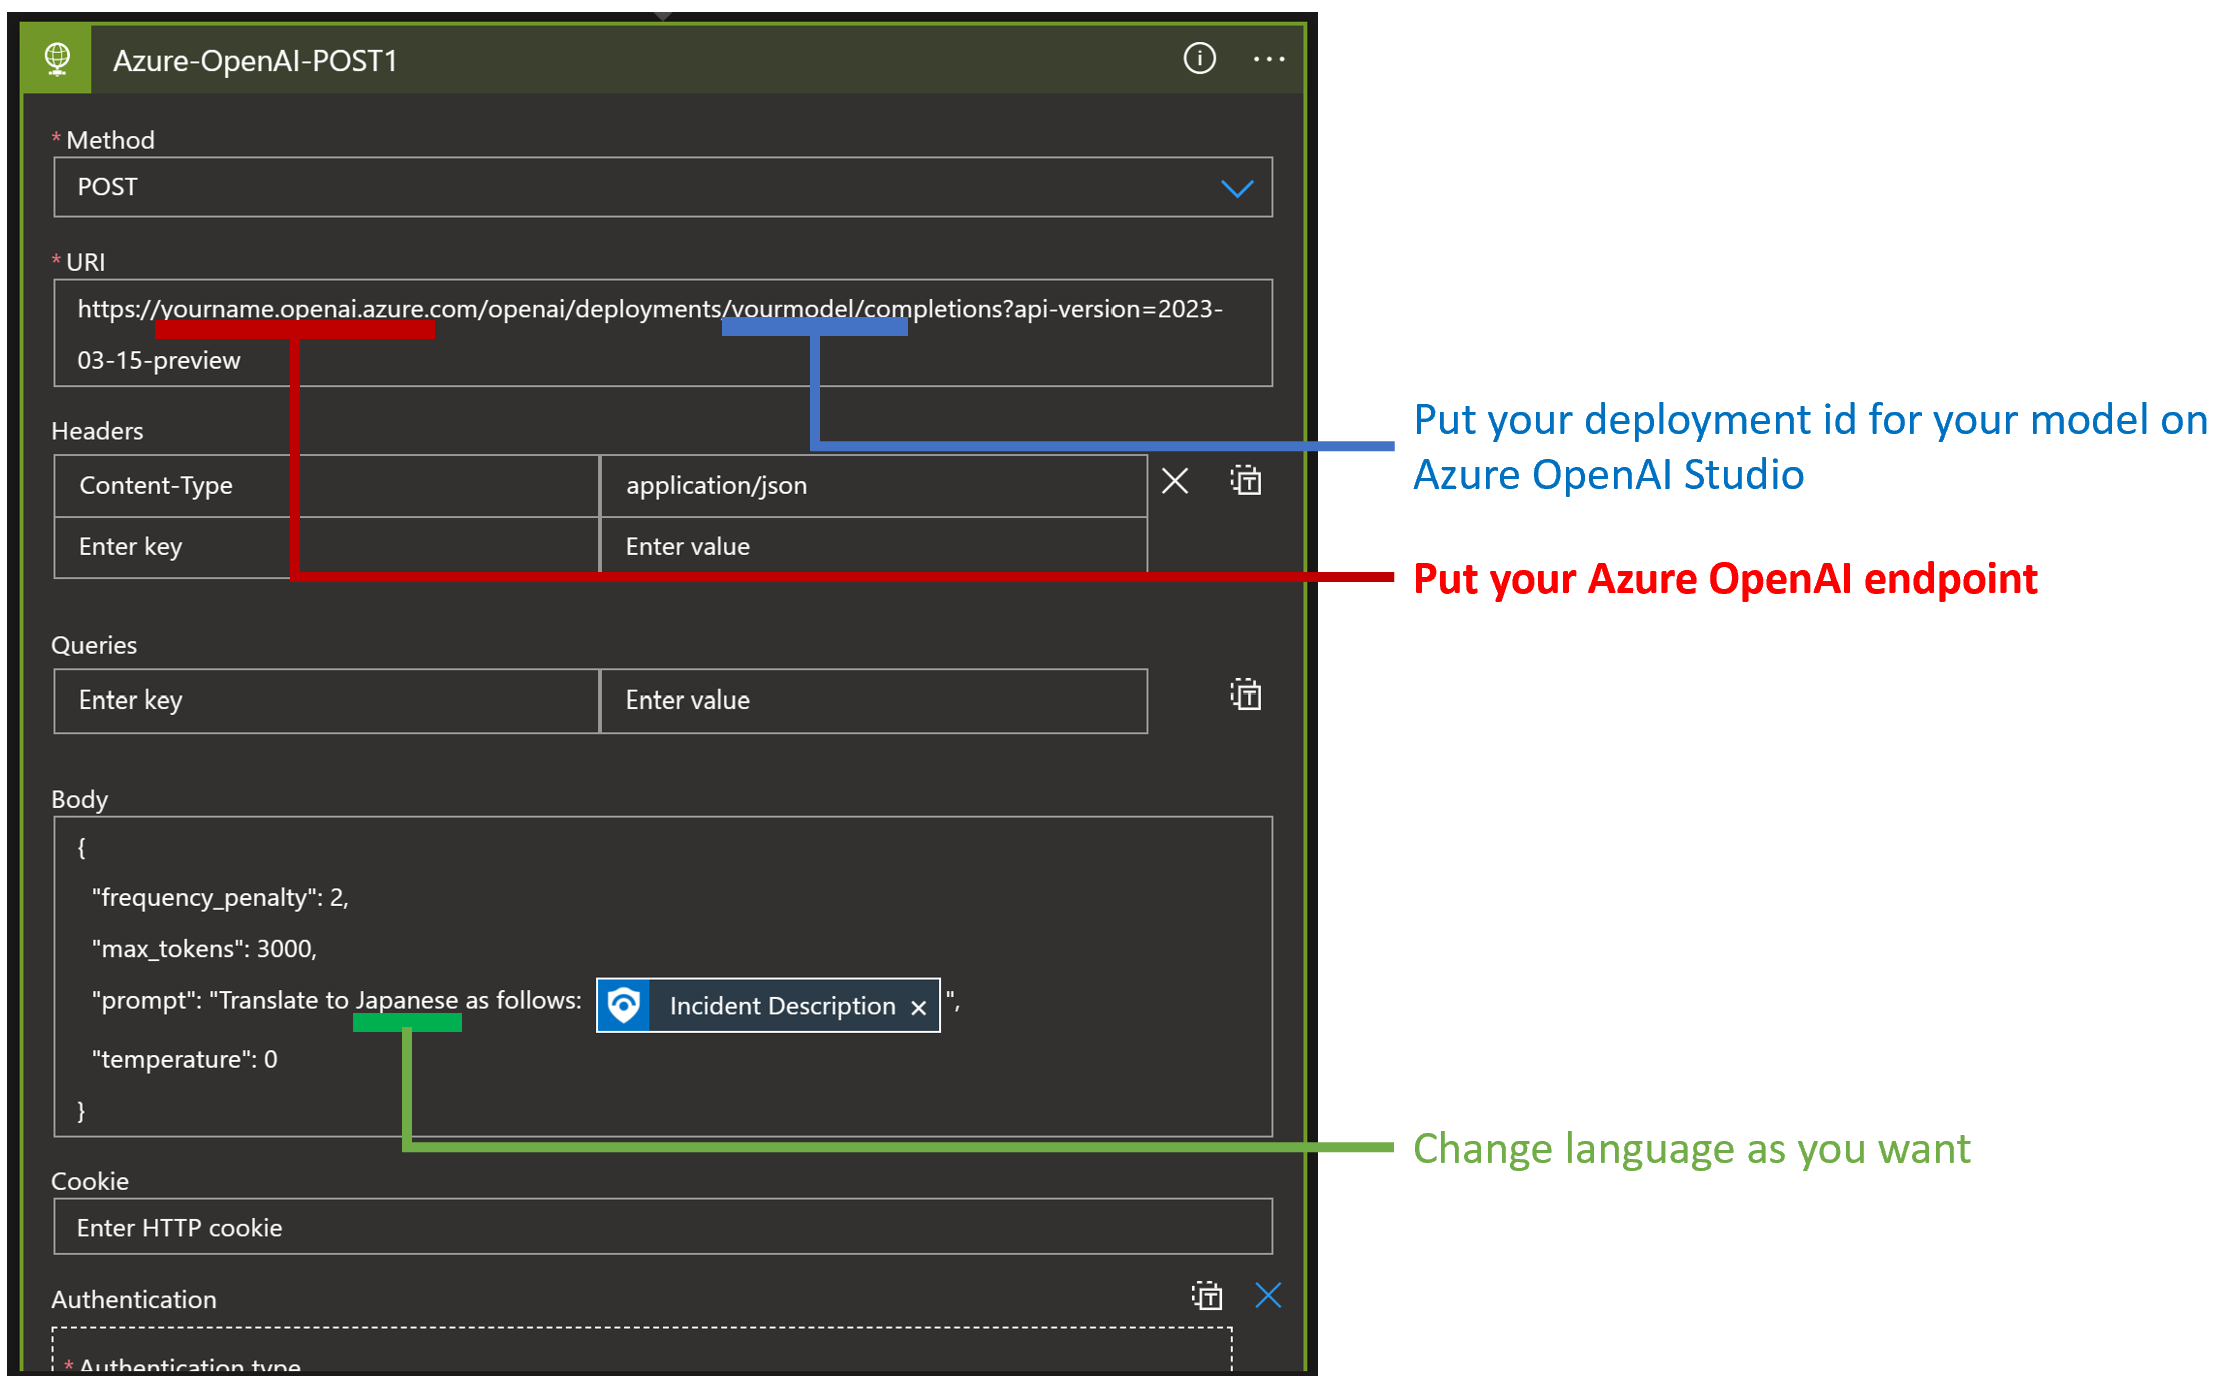 Azure-OpenAI-POST1
* Method
POST
* URI
https://yourname.openai.azure.com/openai/deployments/yourmodel/completions?api-version=2023-
03-15-preview
Put your deployment id for your model on
Azure OpenAI Studio
Headers
Content-Type application/json
Enter key Enter value
Put your Azure OpenAI endpoint
Queries
Enter key Enter value
Body
{
"frequency_penalty": 2,
"max_tokens": 3000,
"prompt": "Translate to Japanese as follows: Incident Description × ",
"temperature": 0
}
Change language as you want
Cookie
Enter HTTP cookie
Authentication
* Authentication type